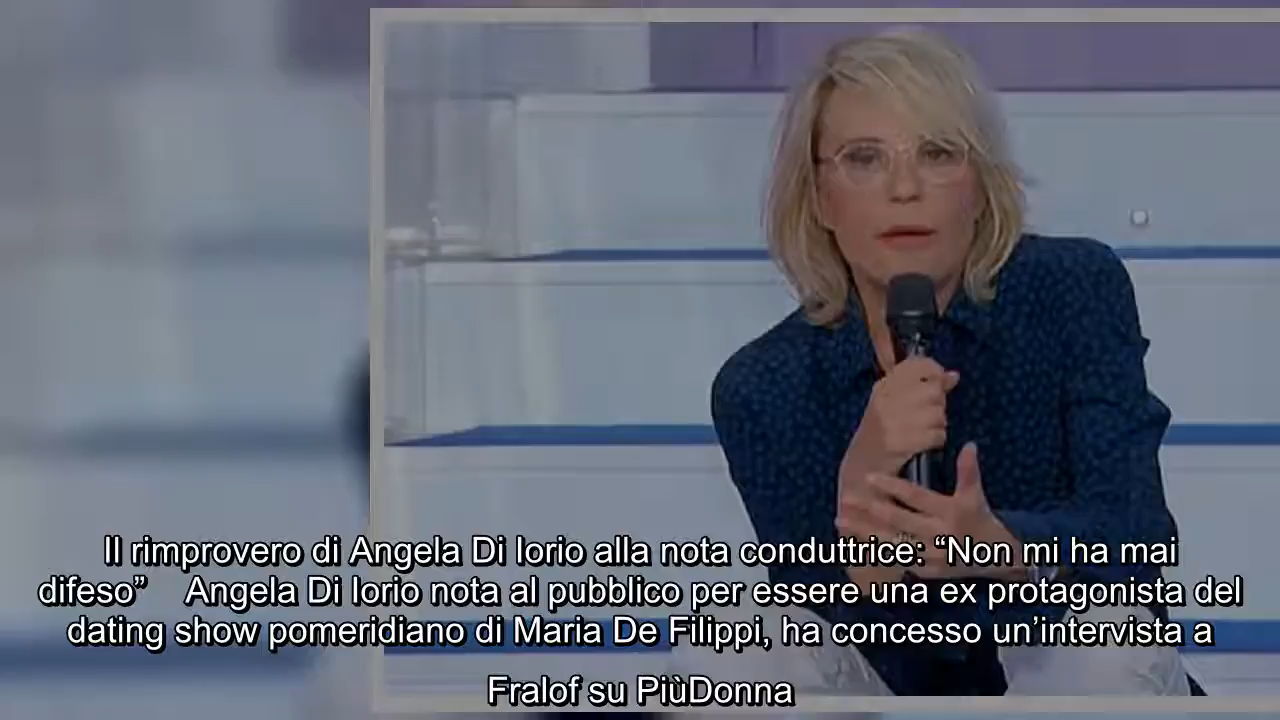 Il rimprovero di Angela Di Iorio alla nota conduttrice: “Non mi ha mai
difeso”    Angela Di Iorio nota al pubblico per essere una ex protagonista del
dating show pomeridiano di Maria De Filippi, ha concesso un’intervista a
Fralof su PiùDonna